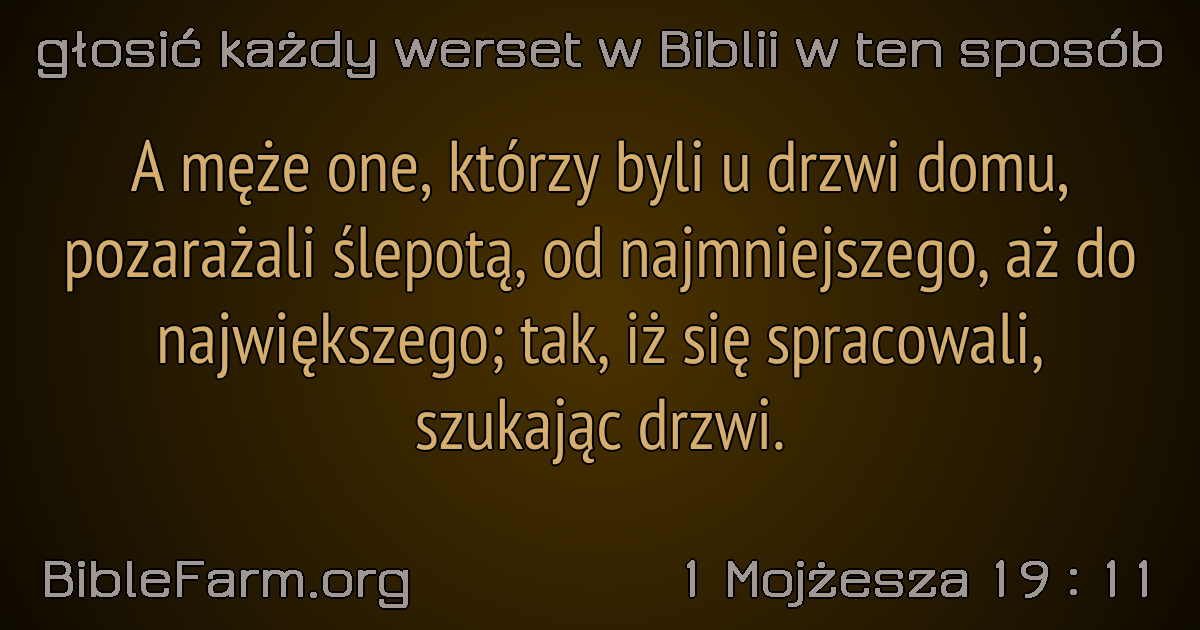 głosić każdy werset w Biblii w ten sposób
A męże one, którzy byli u drzwi domu,
pozarażali ślepotą, od najmniejszego, aż do
największego; tak, iż się spracowali,
szukając drzwi.
BibleFarm.org
1 Mojżesza 19 : 11